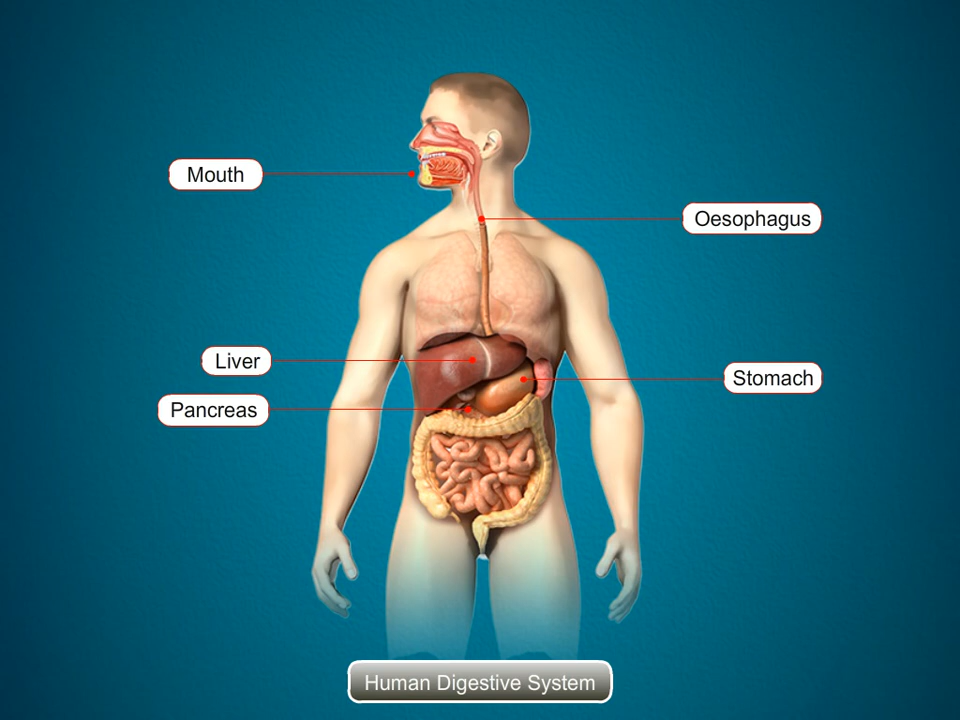 Mouth
Oesophagus
Liver
Stomach
Pancreas
Human Digestive System